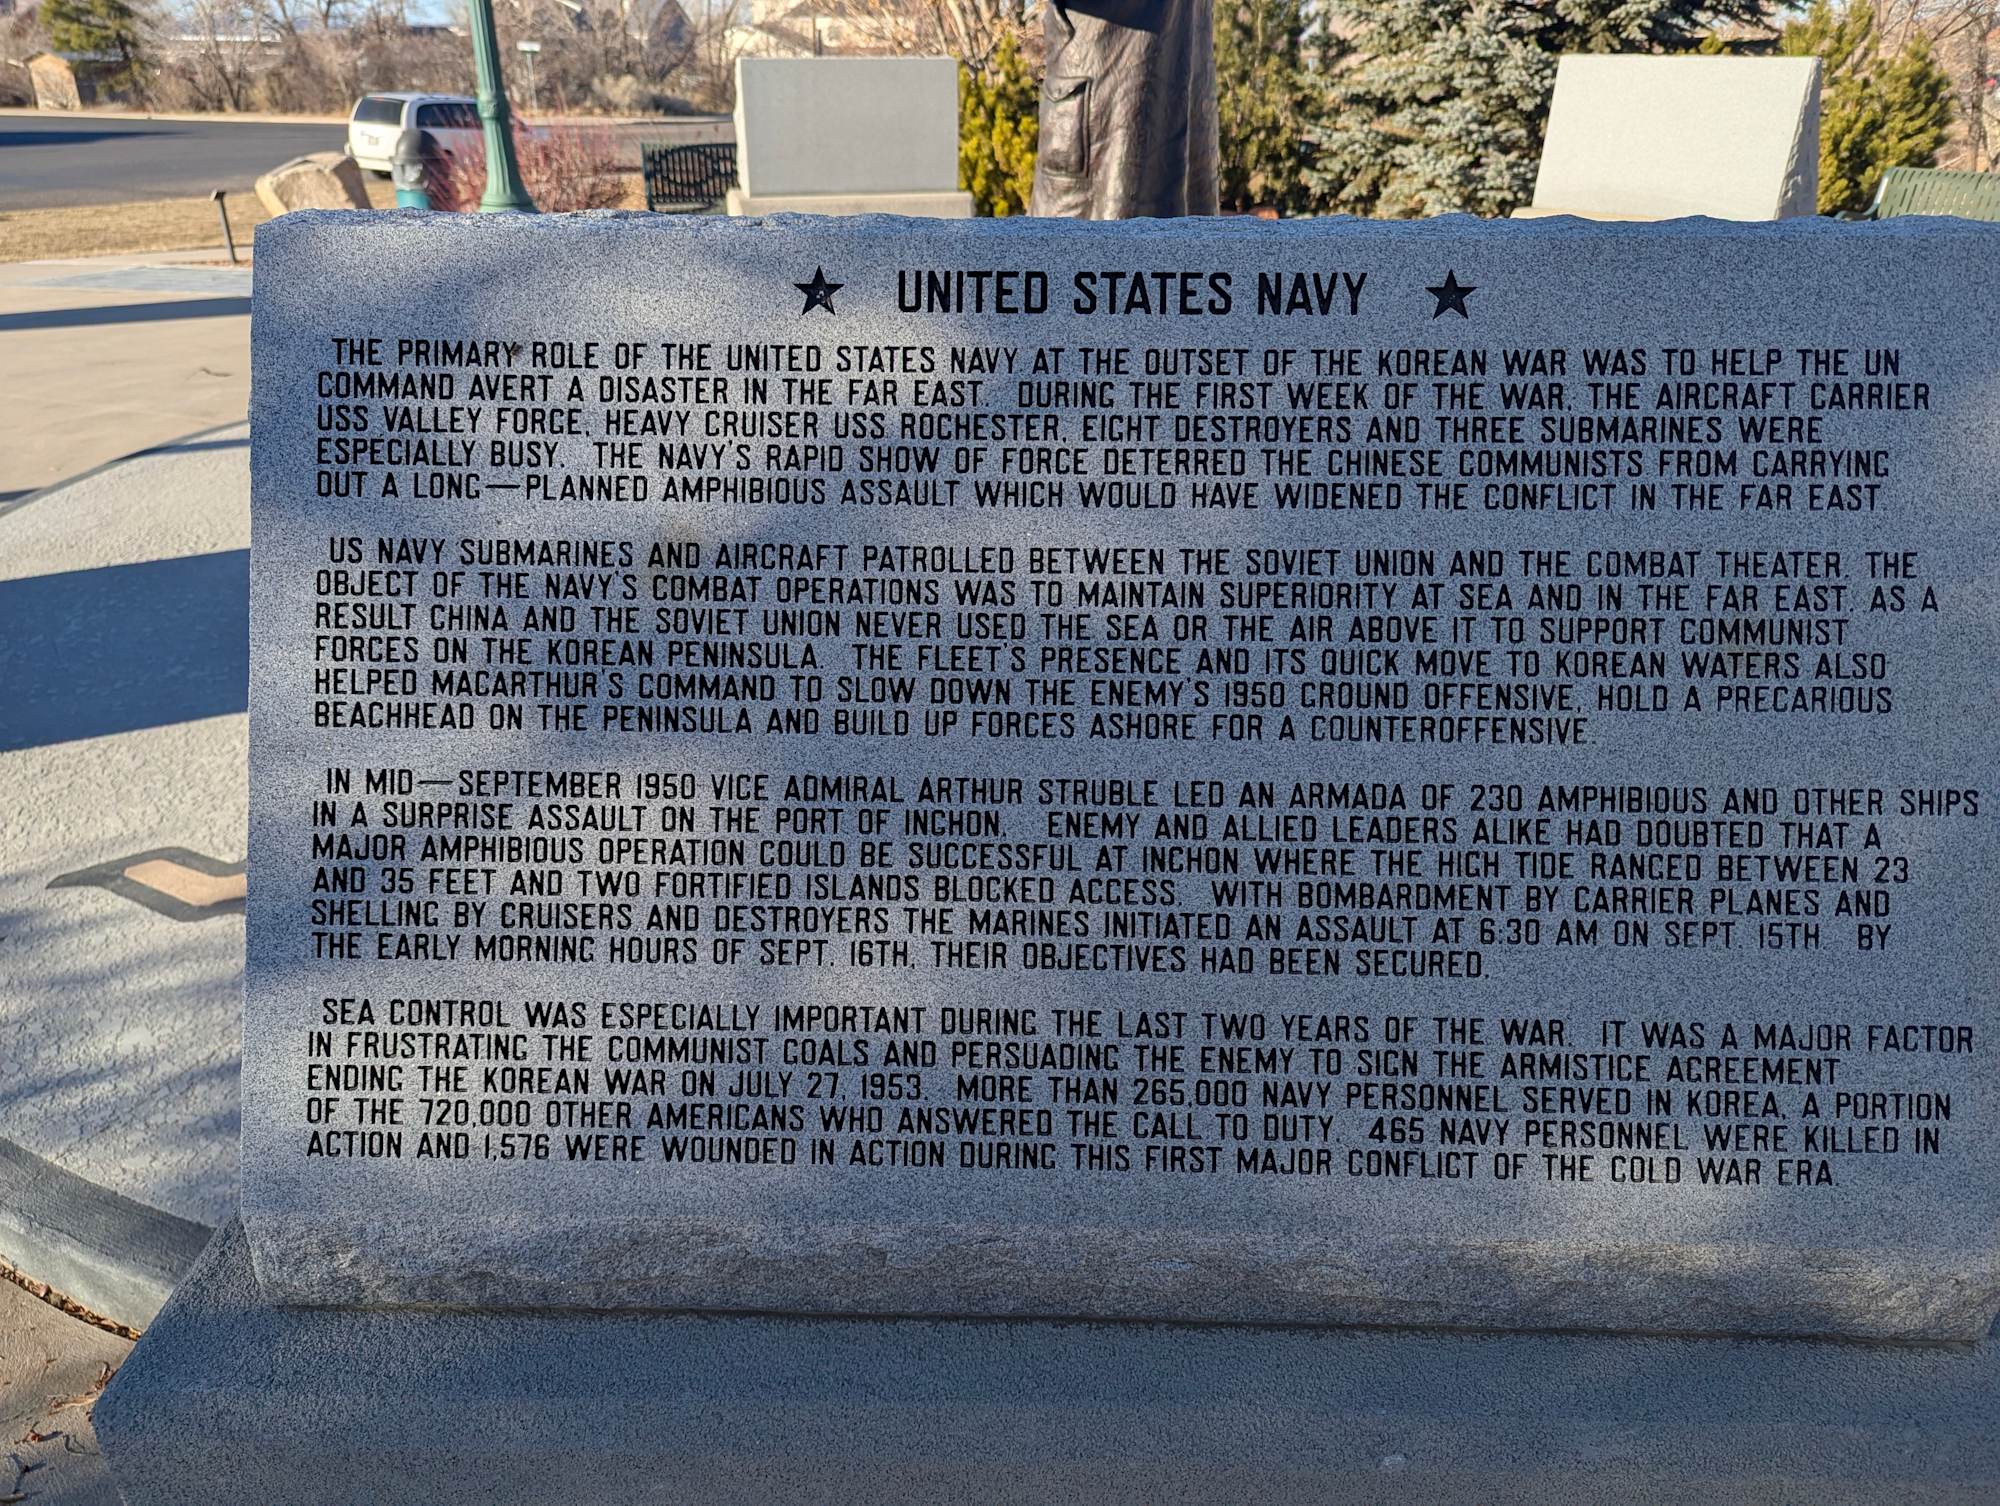 ★ UNITED STATES NAVY ★
THE PRIMARY ROLE OF THE UNITED STATES NAVY AT THE OUTSET OF THE KOREAN WAR WAS TO HELP THE UN
COMMAND AVERT A DISASTER IN THE FAR EAST. DURING THE FIRST WEEK OF THE WAR, THE AIRCRAFT CARRIER
USS VALLEY FORCE, HEAVY CRUISER USS ROCHESTER, EIGHT DESTROYERS AND THREE SUBMARINES WERE
ESPECIALLY BUSY. THE NAVY'S RAPID SHOW OF FORCE DETERRED THE CHINESE COMMUNISTS FROM CARRYING
OUT A LONG—PLANNED AMPHIBIOUS ASSAULT WHICH WOULD HAVE WIDENED THE CONFLICT IN THE FAR EAST.
US NAVY SUBMARINES AND AIRCRAFT PATROLLED BETWEEN THE SOVIET UNION AND THE COMBAT THEATER. THE
OBJECT OF THE NAVY'S COMBAT OPERATIONS WAS TO MAINTAIN SUPERIORITY AT SEA AND IN THE FAR EAST. AS A
RESULT CHINA AND THE SOVIET UNION NEVER USED THE SEA OR THE AIR ABOVE IT TO SUPPORT COMMUNIST
FORCES ON THE KOREAN PENINSULA. THE FLEET'S PRESENCE AND ITS QUICK MOVE TO KOREAN WATERS ALSO
HELPED MACARTHUR'S COMMAND TO SLOW DOWN THE ENEMY'S 1950 GROUND OFFENSIVE, HOLD A PRECARIOUS
BEACHHEAD ON THE PENINSULA AND BUILD UP FORCES ASHORE FOR A COUNTEROFFENSIVE.
IN MID—SEPTEMBER 1950 VICE ADMIRAL ARTHUR STRUBLE LED AN ARMADA OF 230 AMPHIBIOUS AND OTHER SHIPS
IN A SURPRISE ASSAULT ON THE PORT OF INCHON. ENEMY AND ALLIED LEADERS ALIKE HAD DOUBTED THAT A
MAJOR AMPHIBIOUS OPERATION COULD BE SUCCESSFUL AT INCHON WHERE THE HIGH TIDE RANGED BETWEEN 23
AND 35 FEET AND TWO FORTIFIED ISLANDS BLOCKED ACCESS. WITH BOMBARDMENT BY CARRIER PLANES AND
SHELLING BY CRUISERS AND DESTROYERS THE MARINES INITIATED AN ASSAULT AT 6:30 AM ON SEPT. 15TH. BY
THE EARLY MORNING HOURS OF SEPT. 16TH, THEIR OBJECTIVES HAD BEEN SECURED.
SEA CONTROL WAS ESPECIALLY IMPORTANT DURING THE LAST TWO YEARS OF THE WAR. IT WAS A MAJOR FACTOR
IN FRUSTRATING THE COMMUNIST GOALS AND PERSUADING THE ENEMY TO SIGN THE ARMISTICE AGREEMENT
ENDING THE KOREAN WAR ON JULY 27, 1953. MORE THAN 265,000 NAVY PERSONNEL SERVED IN KOREA, A PORTION
OF THE 720,000 OTHER AMERICANS WHO ANSWERED THE CALL TO DUTY. 465 NAVY PERSONNEL WERE KILLED IN
ACTION AND 1,576 WERE WOUNDED IN ACTION DURING THIS FIRST MAJOR CONFLICT OF THE COLD WAR ERA.